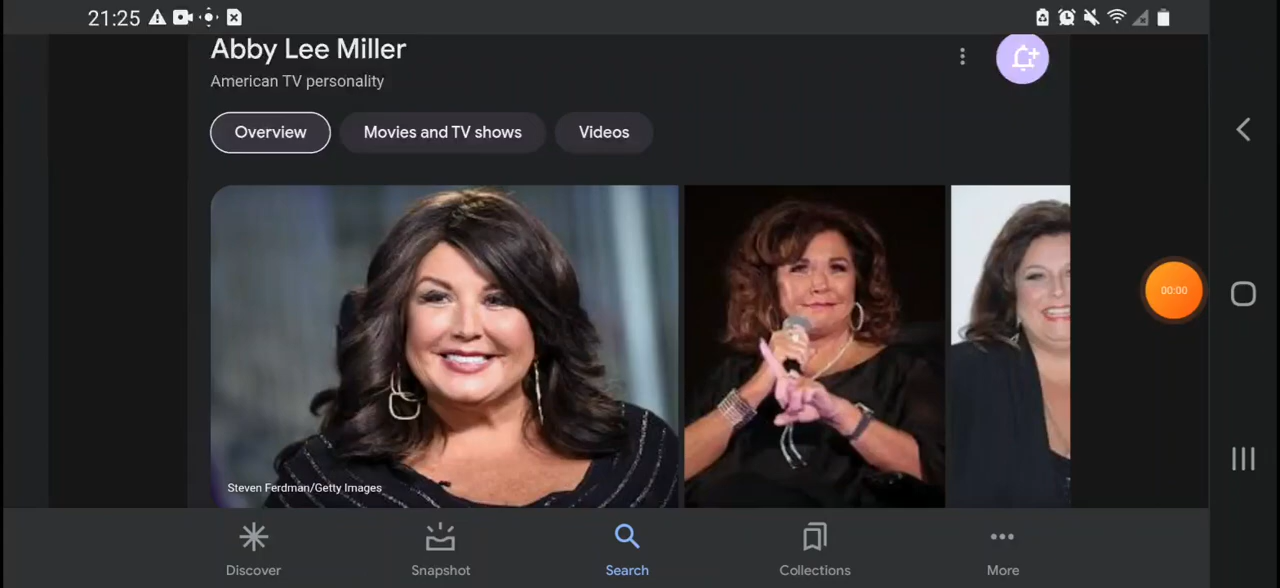 21:25
Abby Lee Miller
American TV personality
Overview
Movies and TV shows
Videos
00:00
Steven Ferdman/Getty Images
Discover
Snapshot
Search
Collections
More